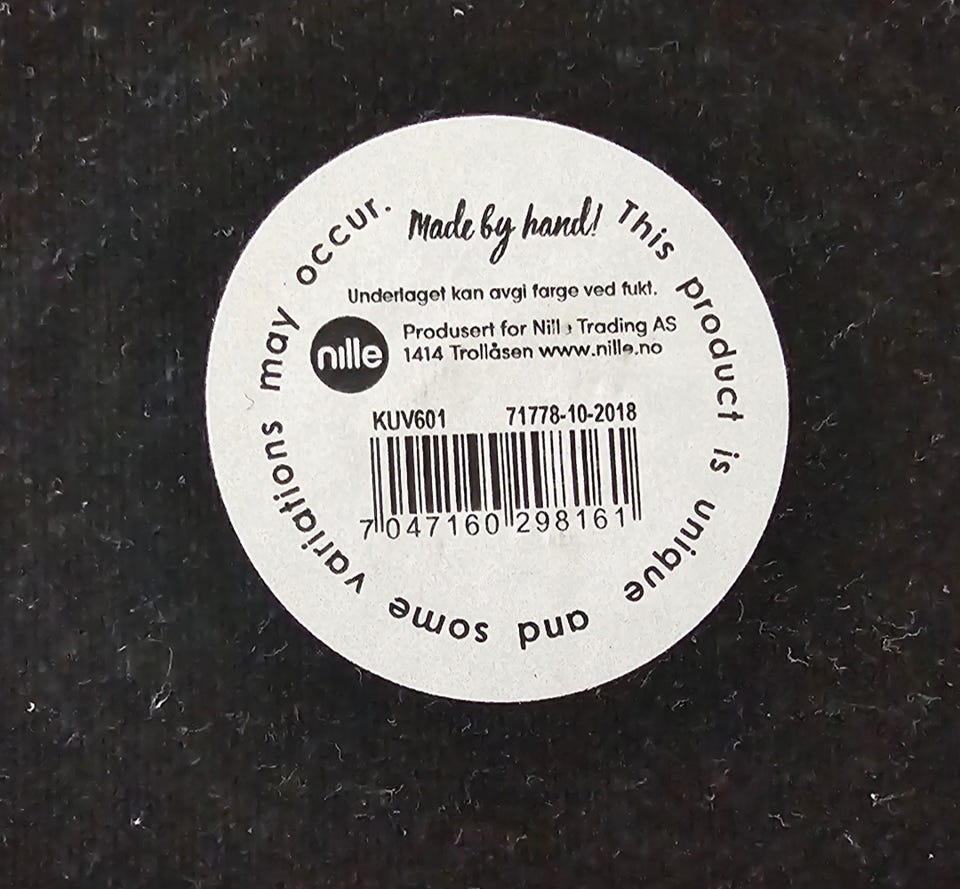 Made by hand!
This product is unique and some variations may occur.
Underlaget kan avgi farge ved fukt.
nille
Produsert for Nille Trading AS
1414 Trollåsen www.nille.no
KUV601 71778-10-2018
7 047160 298161